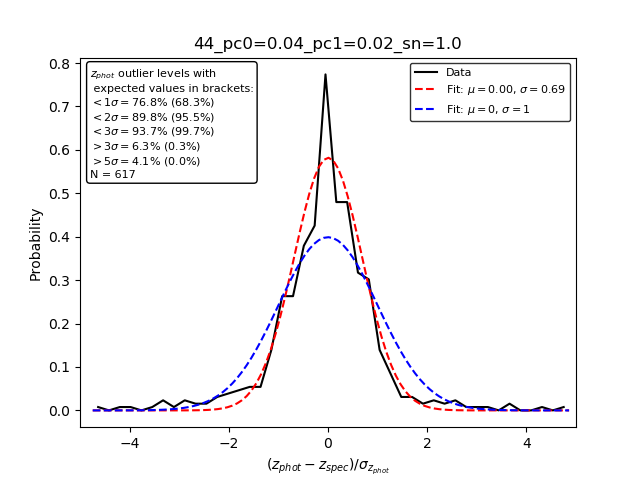 44_pc0=0.04_pc1=0.02_sn=1.0
z_phot outlier levels with
expected values in brackets:
< 1σ = 76.8% (68.3%)
< 2σ = 89.8% (95.5%)
< 3σ = 93.7% (99.7%)
> 3σ = 6.3% (0.3%)
> 5σ = 4.1% (0.0%)
N = 617
Data
Fit: μ = 0.00, σ = 0.69
Fit: μ = 0, σ = 1
Probability
0.8
0.7
0.6
0.5
0.4
0.3
0.2
0.1
0.0
−4 −2 0 2 4
(z_phot − z_spec)/σ_z_phot